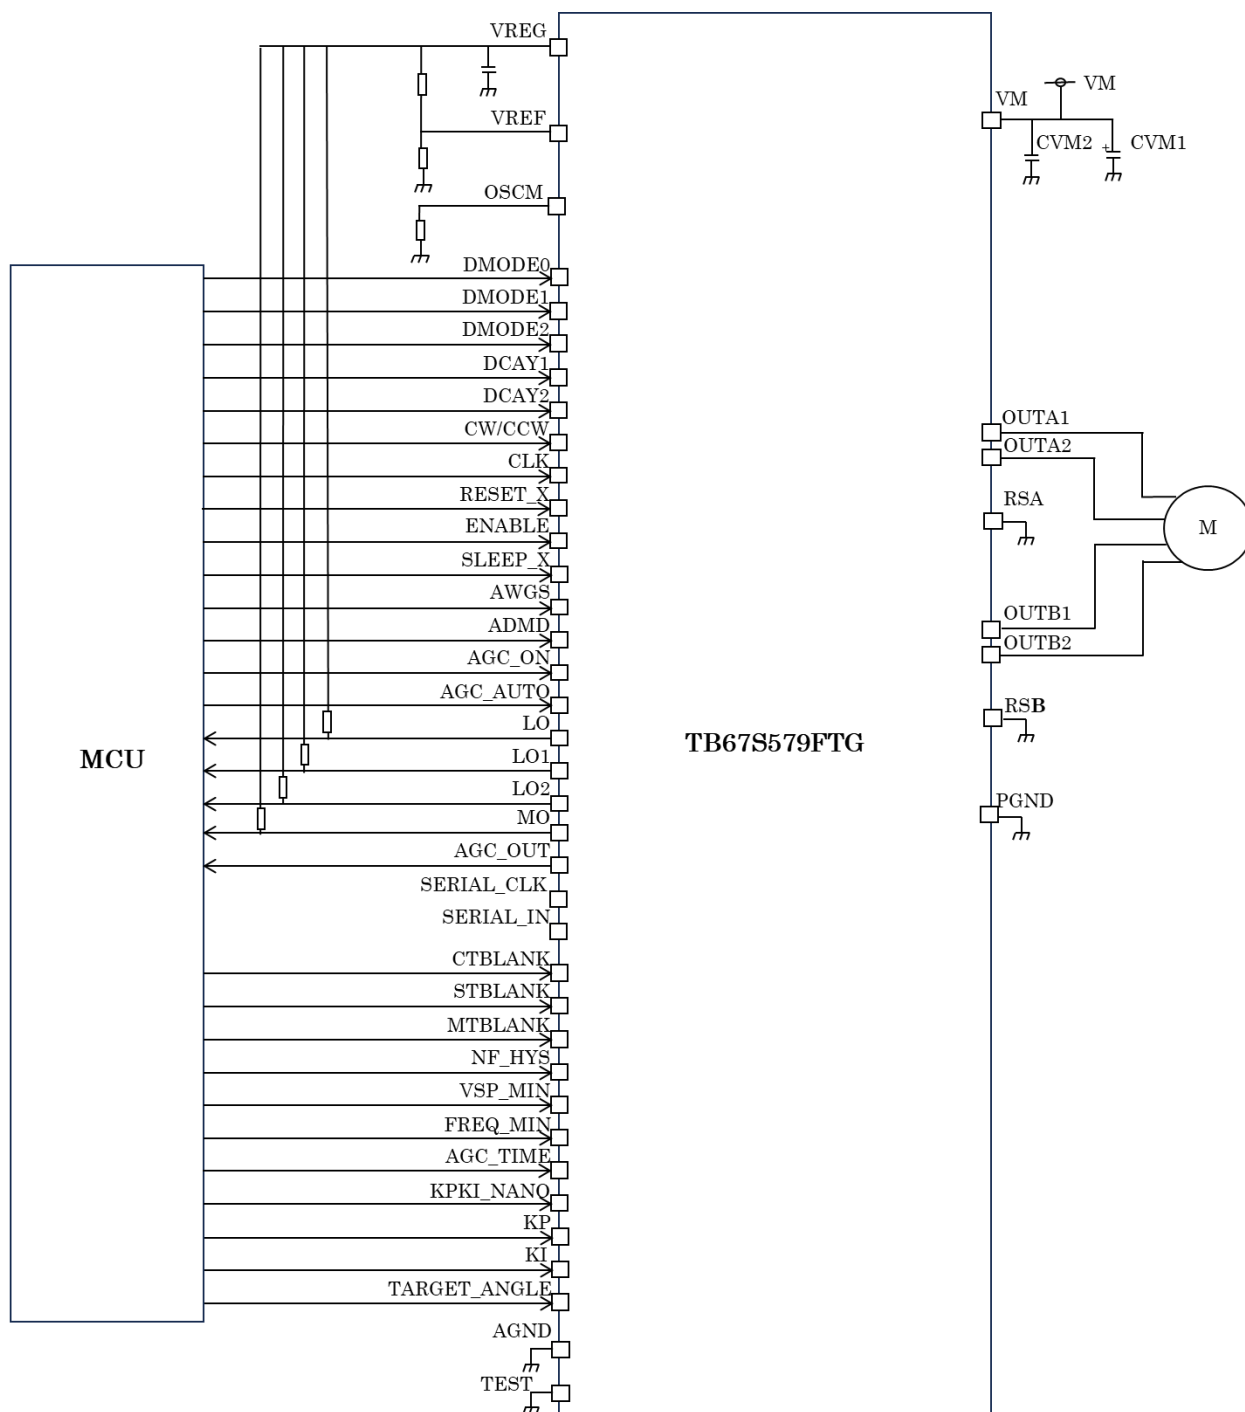 VREG
VM
VM
VREF
CVM2
+
CVM1
OSCM
DMODE0
DMODE1
DMODE2
DCAY1
DCAY2
OUTA1
CW/CCW
OUTA2
CLK
RESET_X
RSA
ENABLE
M
SLEEP_X
AWGS
ADMD
OUTB1
OUTB2
AGC_ON
AGC_AUTO
RSB
LO
MCU
TB67S579FTG
LO1
LO2
PGND
MO
AGC_OUT
SERIAL_CLK
SERIAL_IN
CTBLANK
STBLANK
MTBLANK
NF_HYS
VSP_MIN
FREQ_MIN
AGC_TIME
KPKI_NANO
KP
KI
TARGET_ANGLE
AGND
TEST